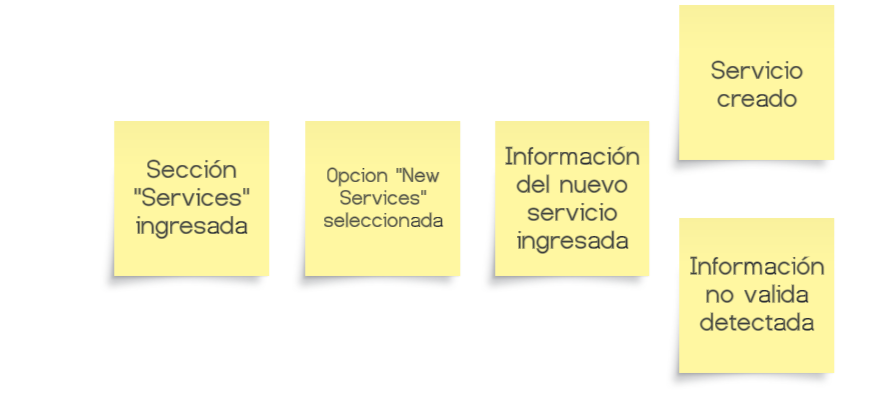 Sección
"Services"
ingresada
Opcion "New
Services"
seleccionada
Información
del nuevo
servicio
ingresada
Servicio
creado
Información
no valida
detectada